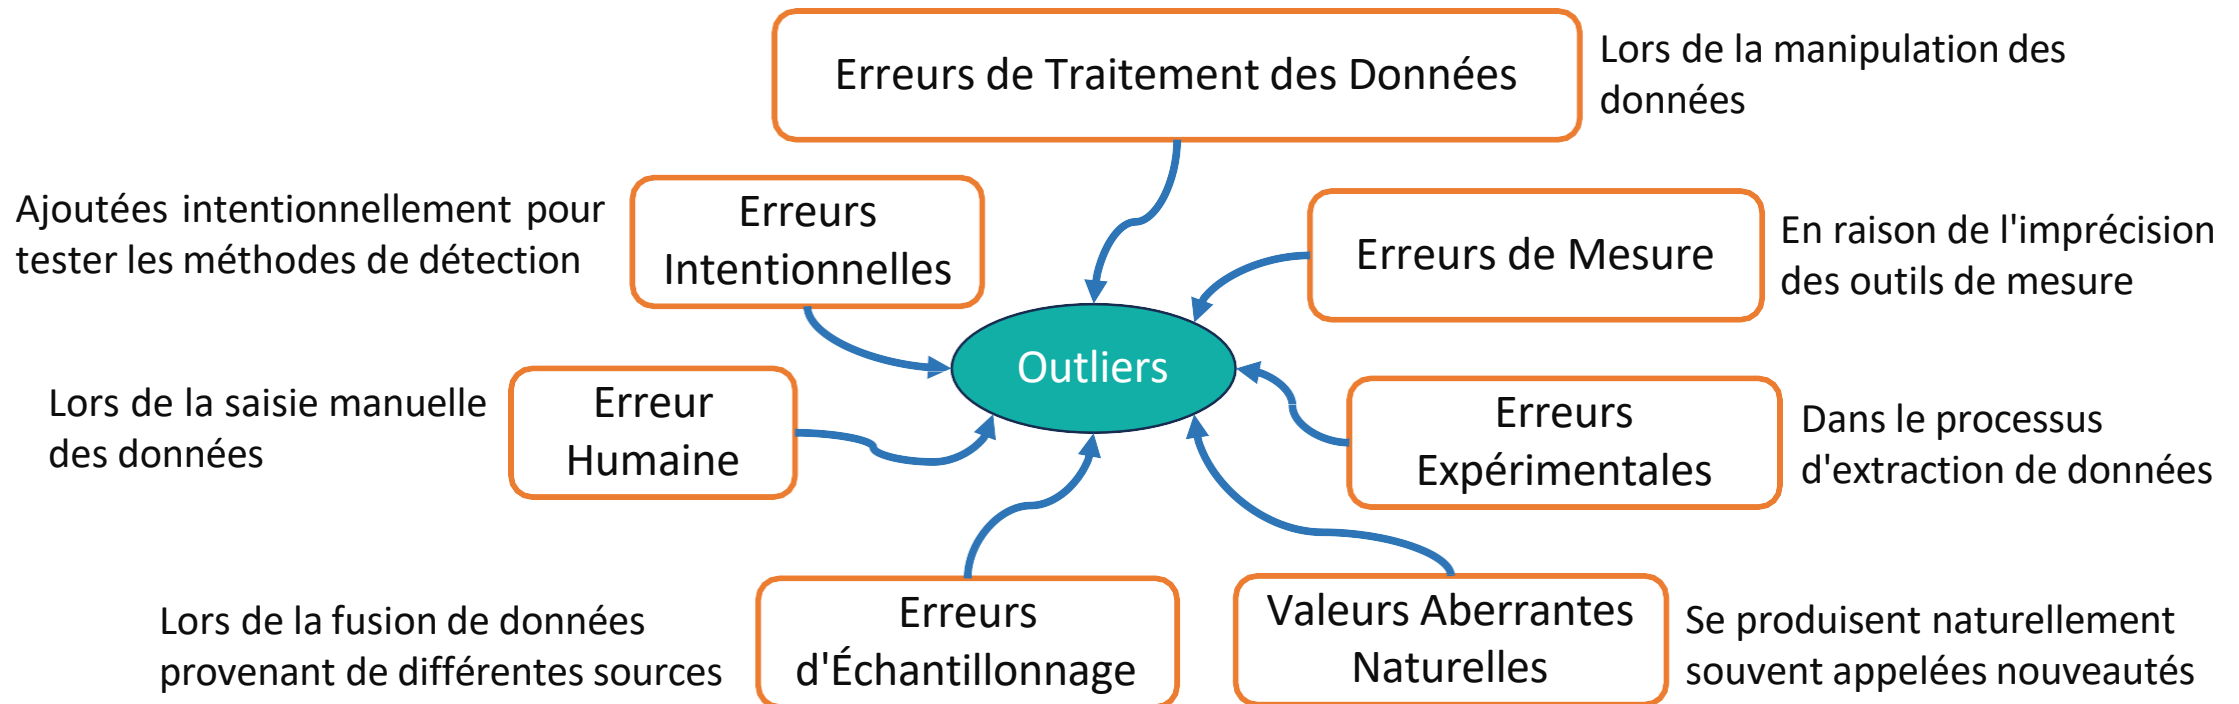 Erreurs de Traitement des Données
Lors de la manipulation des
données
Ajoutées intentionnellement pour
tester les méthodes de détection
Erreurs
Intentionnelles
Erreurs de Mesure
En raison de l'imprécision
des outils de mesure
Outliers
Lors de la saisie manuelle
des données
Erreur
Humaine
Erreurs
Expérimentales
Dans le processus
d'extraction de données
Lors de la fusion de données
provenant de différentes sources
Erreurs
d'Échantillonnage
Valeurs Aberrantes
Naturelles
Se produisent naturellement
souvent appelées nouveautés